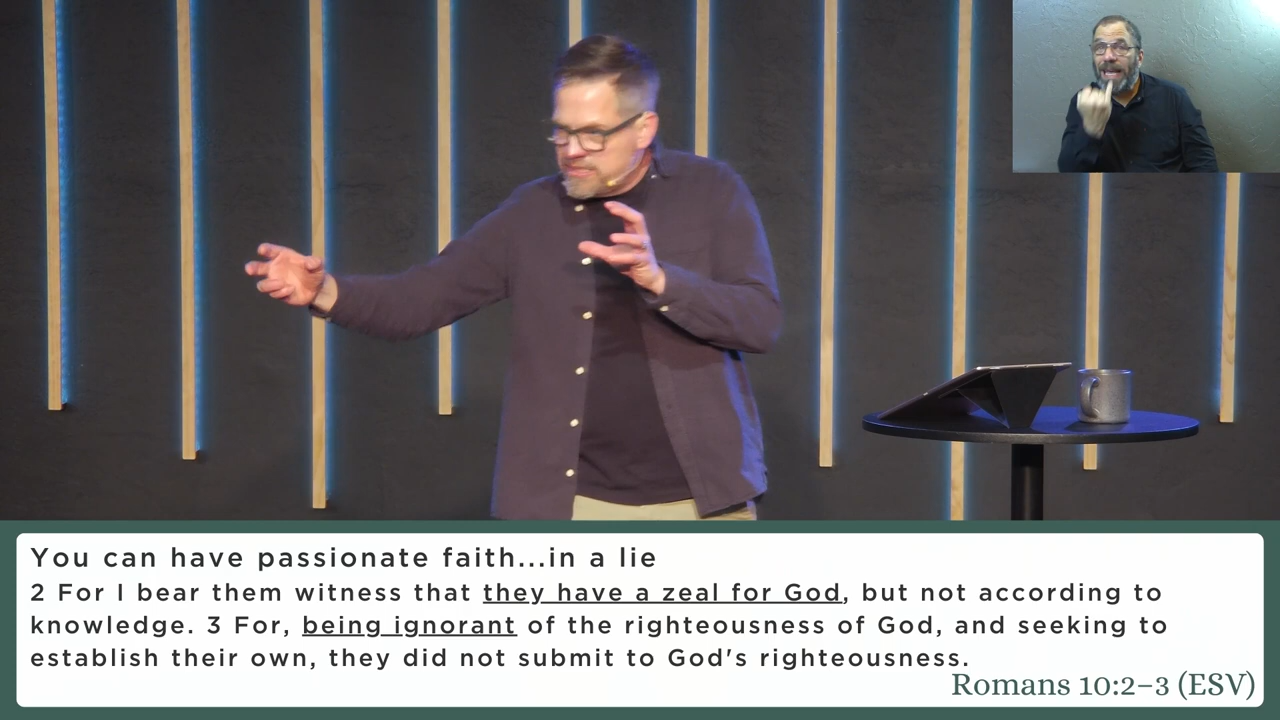 You can have passionate faith...in a lie
2 For I bear them witness that they have a zeal for God, but not according to
knowledge. 3 For, being ignorant of the righteousness of God, and seeking to
establish their own, they did not submit to God's righteousness.
Romans 10:2–3 (ESV)